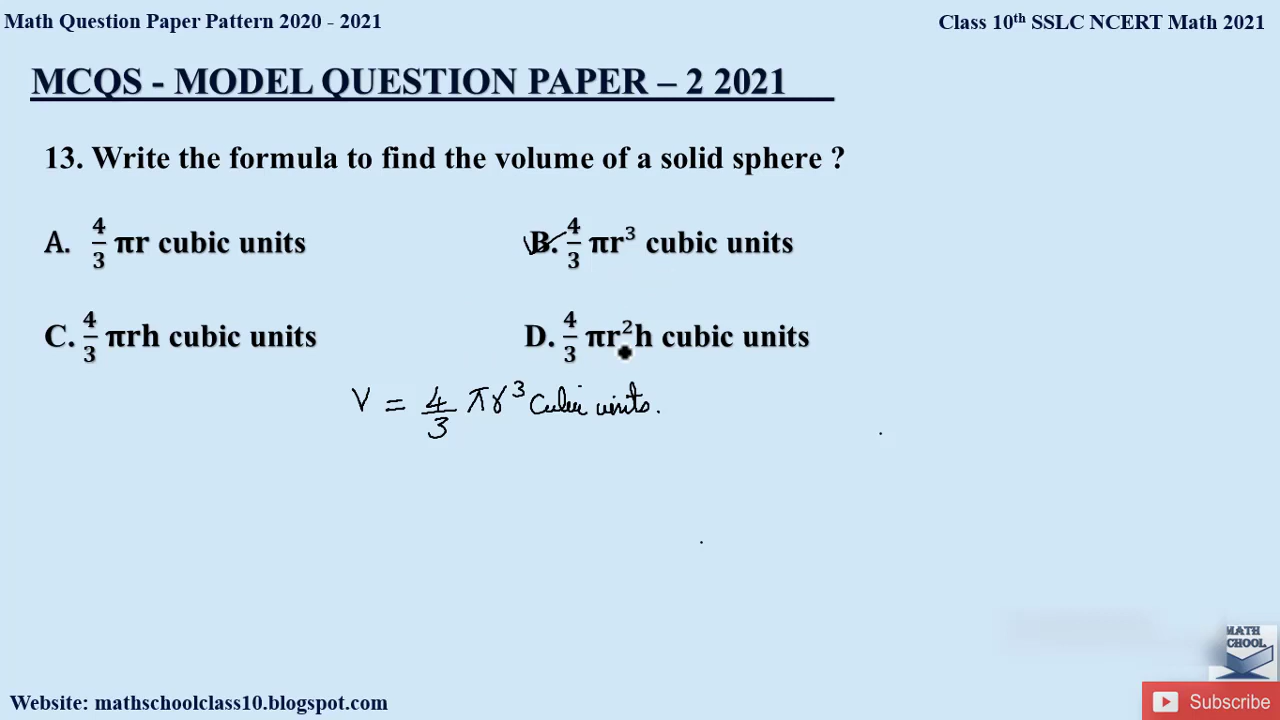 Math Question Paper Pattern 2020 - 2021
Class 10th SSLC NCERT Math 2021
MCQS - MODEL QUESTION PAPER – 2 2021
13. Write the formula to find the volume of a solid sphere ?
A. 4/3 πr cubic units
B. 4/3 πr³ cubic units
C. 4/3 πrh cubic units
D. 4/3 πr²h cubic units
V = 4/3 πr³ cubic units.
MATH
SCHOOL
Website: mathschoolclass10.blogspot.com
Subscribe